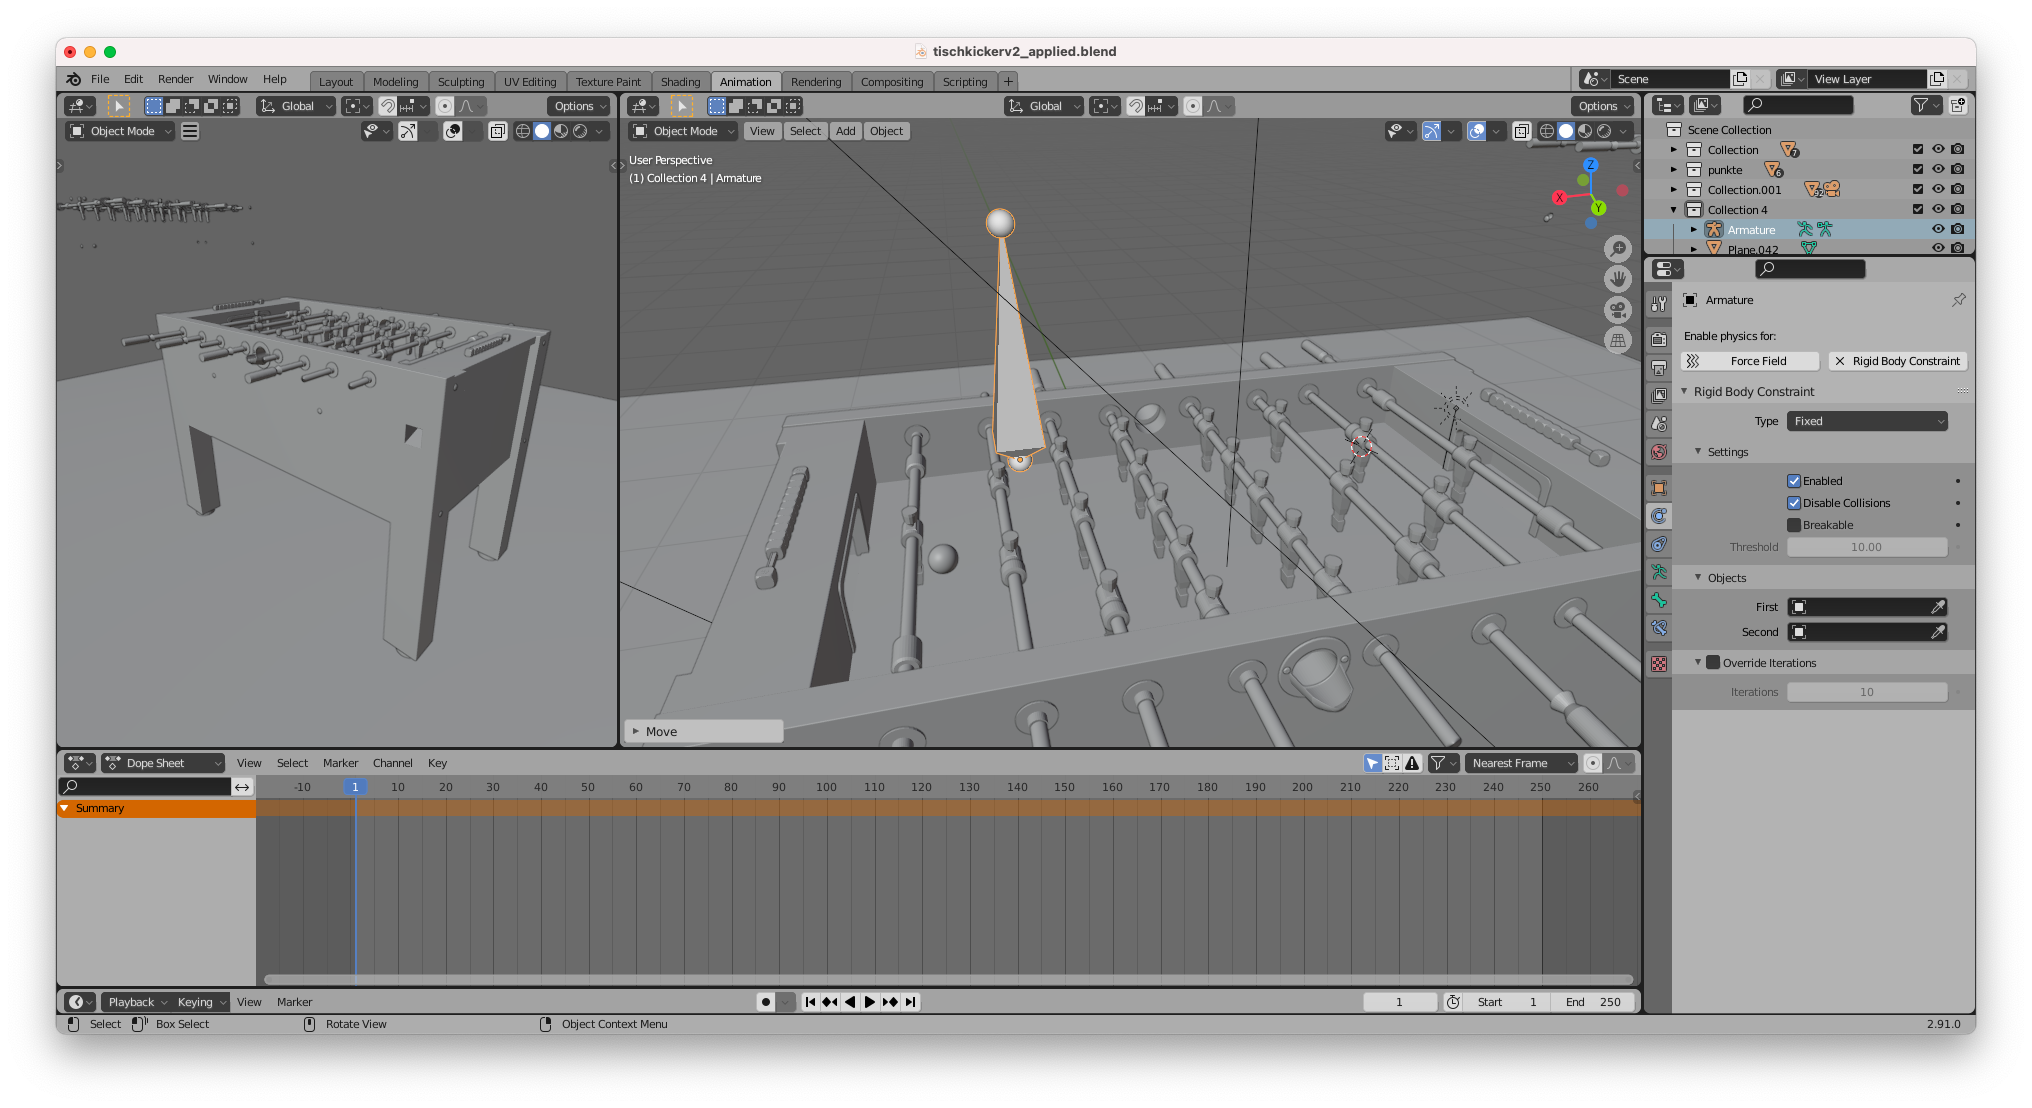 tischkickerv2_applied.blend
File Edit Render Window Help
Layout Modeling Sculpting UV Editing Texture Paint Shading Animation Rendering Compositing Scripting +
Scene
View Layer
Global
Options
Global
Options
Object Mode
Object Mode View Select Add Object
User Perspective
(1) Collection 4 | Armature
Z
X
Y
Move
Scene Collection
Collection 7
punkte 6
Collection.001
Collection 4
Armature
Plane.042
Armature
Enable physics for:
Force Field
Rigid Body Constraint
Rigid Body Constraint
Type Fixed
Settings
Enabled
Disable Collisions
Breakable
Threshold 10.00
Objects
First
Second
Override Iterations
Iterations 10
Dope Sheet View Select Marker Channel Key
Nearest Frame
-10 1 10 20 30 40 50 60 70 80 90 100 110 120 130 140 150 160 170 180 190 200 210 220 230 240 250 260
Summary
Playback Keying View Marker
1
Start 1
End 250
Select Box Select Rotate View Object Context Menu
2.91.0